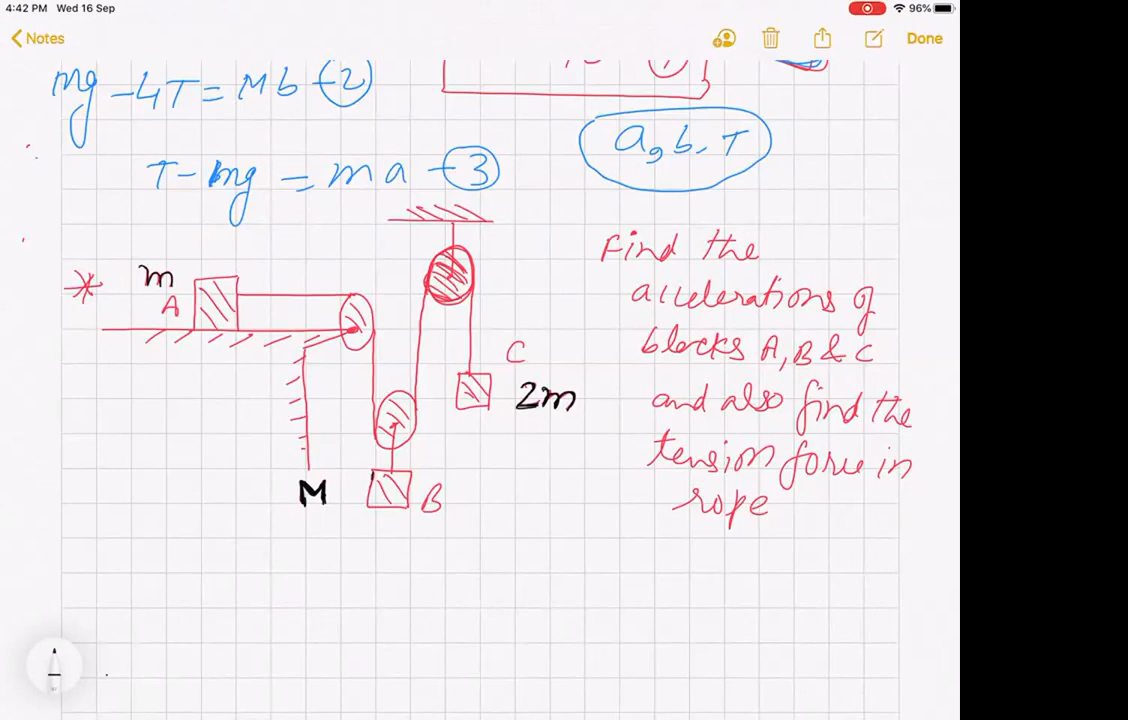 4:42 PM Wed 16 Sep
96%
Notes
Done
mg - 4T = Mb - 2
a, b, T
T - mg = ma - 3
m
A
C
2m
M
B
Find the
accelerations of
blocks A, B & C
and also find the
tension force in
rope